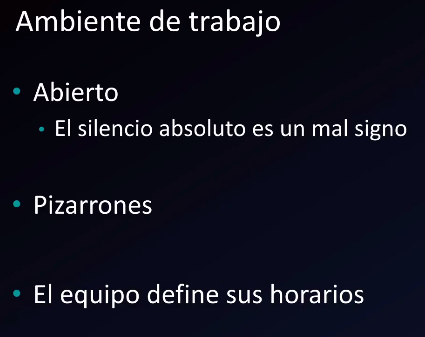 Ambiente de trabajo
• Abierto
• El silencio absoluto es un mal signo
• Pizarrones
• El equipo define sus horarios